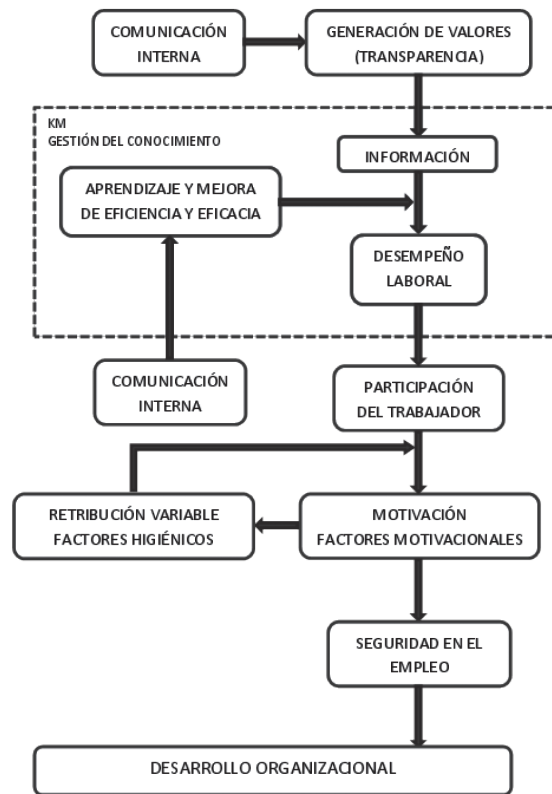 COMUNICACIÓN
INTERNA
GENERACIÓN DE VALORES
(TRANSPARENCIA)
KM
GESTIÓN DEL CONOCIMIENTO
INFORMACIÓN
APRENDIZAJE Y MEJORA
DE EFICIENCIA Y EFICACIA
DESEMPEÑO
LABORAL
COMUNICACIÓN
INTERNA
PARTICIPACIÓN
DEL TRABAJADOR
RETRIBUCIÓN VARIABLE
FACTORES HIGIÉNICOS
MOTIVACIÓN
FACTORES MOTIVACIONALES
SEGURIDAD EN EL
EMPLEO
DESARROLLO ORGANIZACIONAL